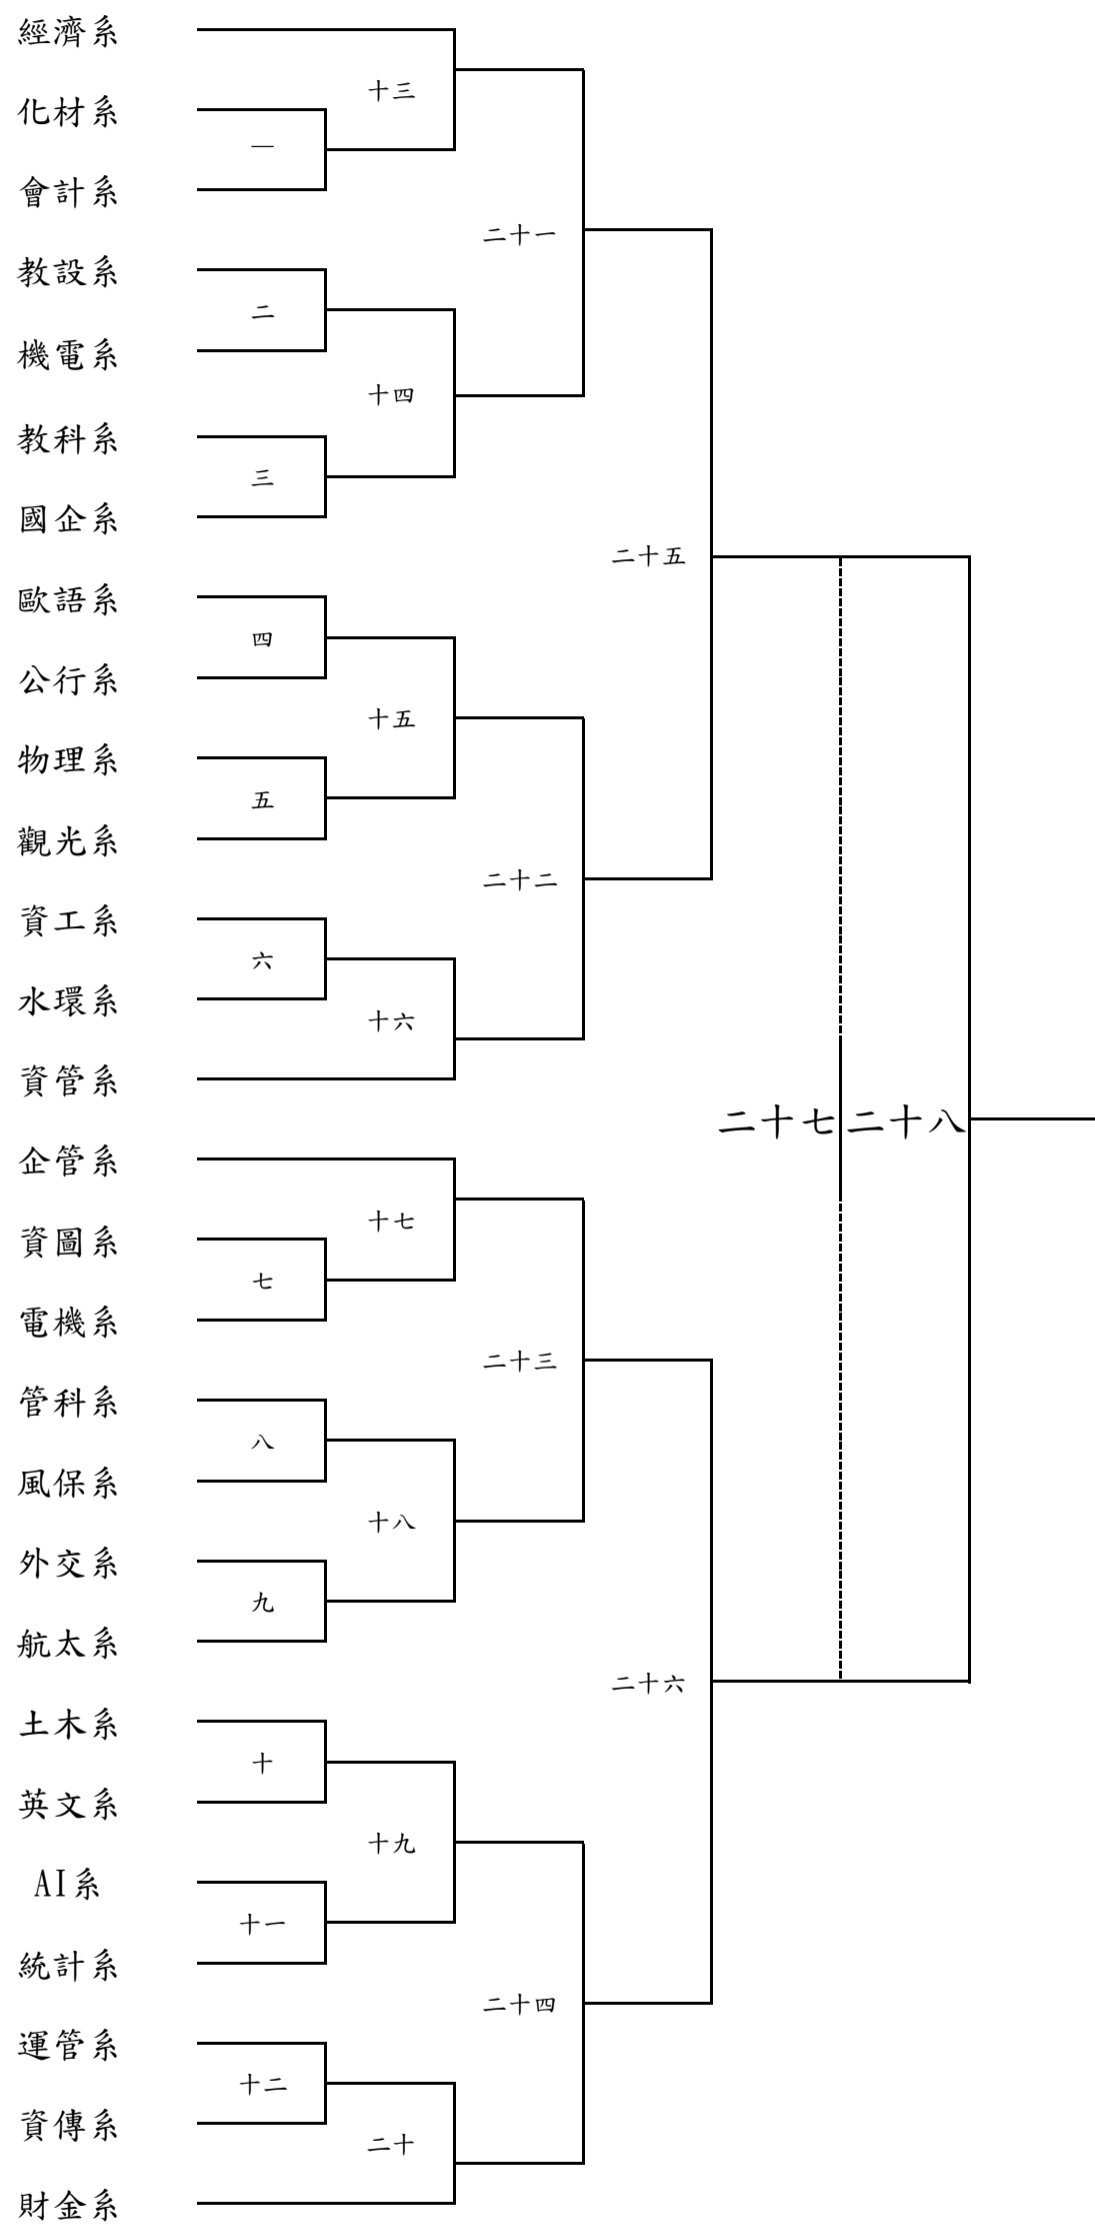 經濟系
十三
化材系
一
會計系
二十一
教設系
二
機電系
十四
教科系
三
國企系
二十五
歐語系
四
公行系
十五
物理系
五
觀光系
二十二
資工系
六
水環系
十六
資管系
二十七 二十八
企管系
十七
資圖系
七
電機系
二十三
管科系
八
風保系
十八
外交系
九
航太系
二十六
土木系
十
英文系
十九
AI系
十一
統計系
二十四
運管系
十二
資傳系
二十
財金系